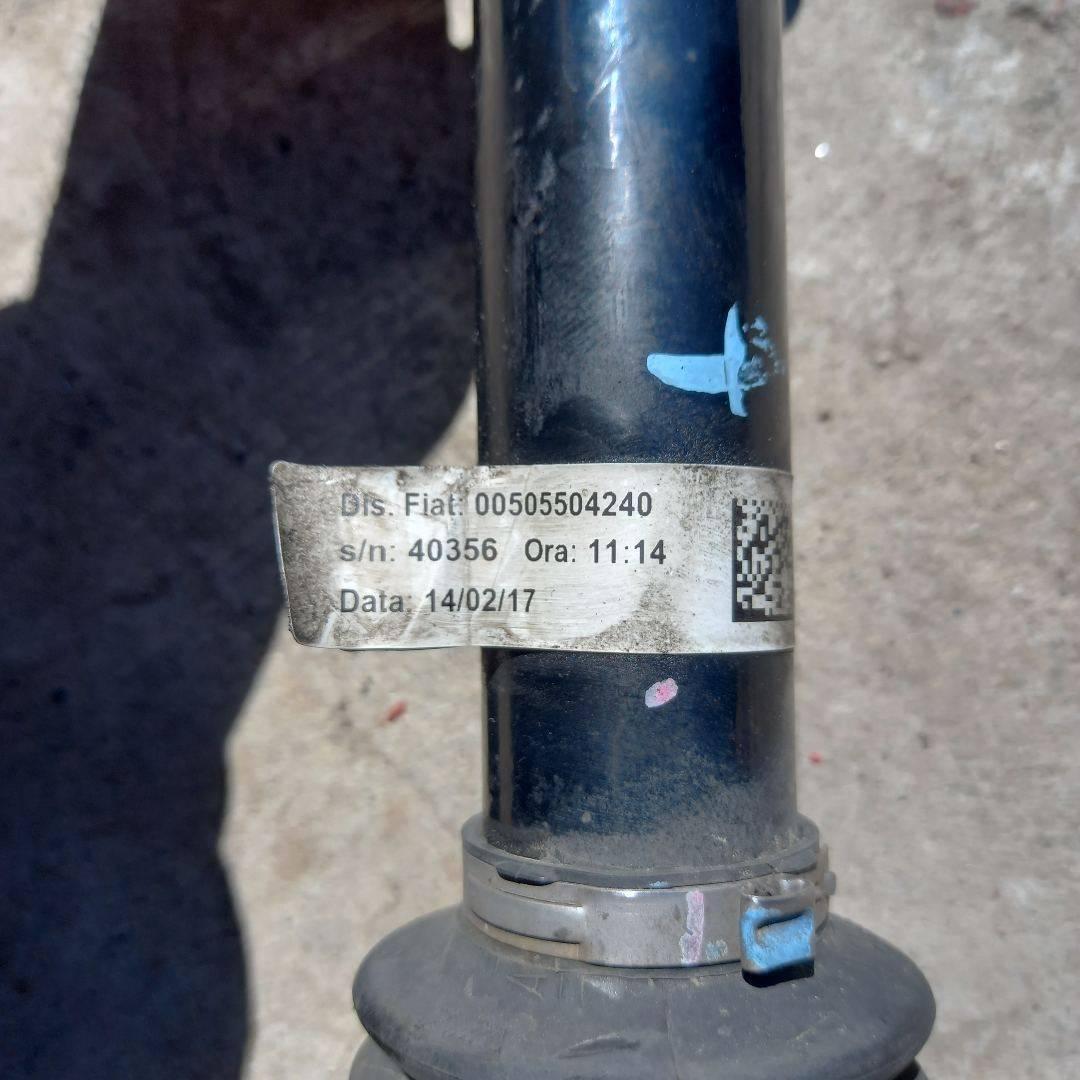 Dis. Fiat: 00505504240
s/n: 40356 Ora: 11:14
Data: 14/02/17